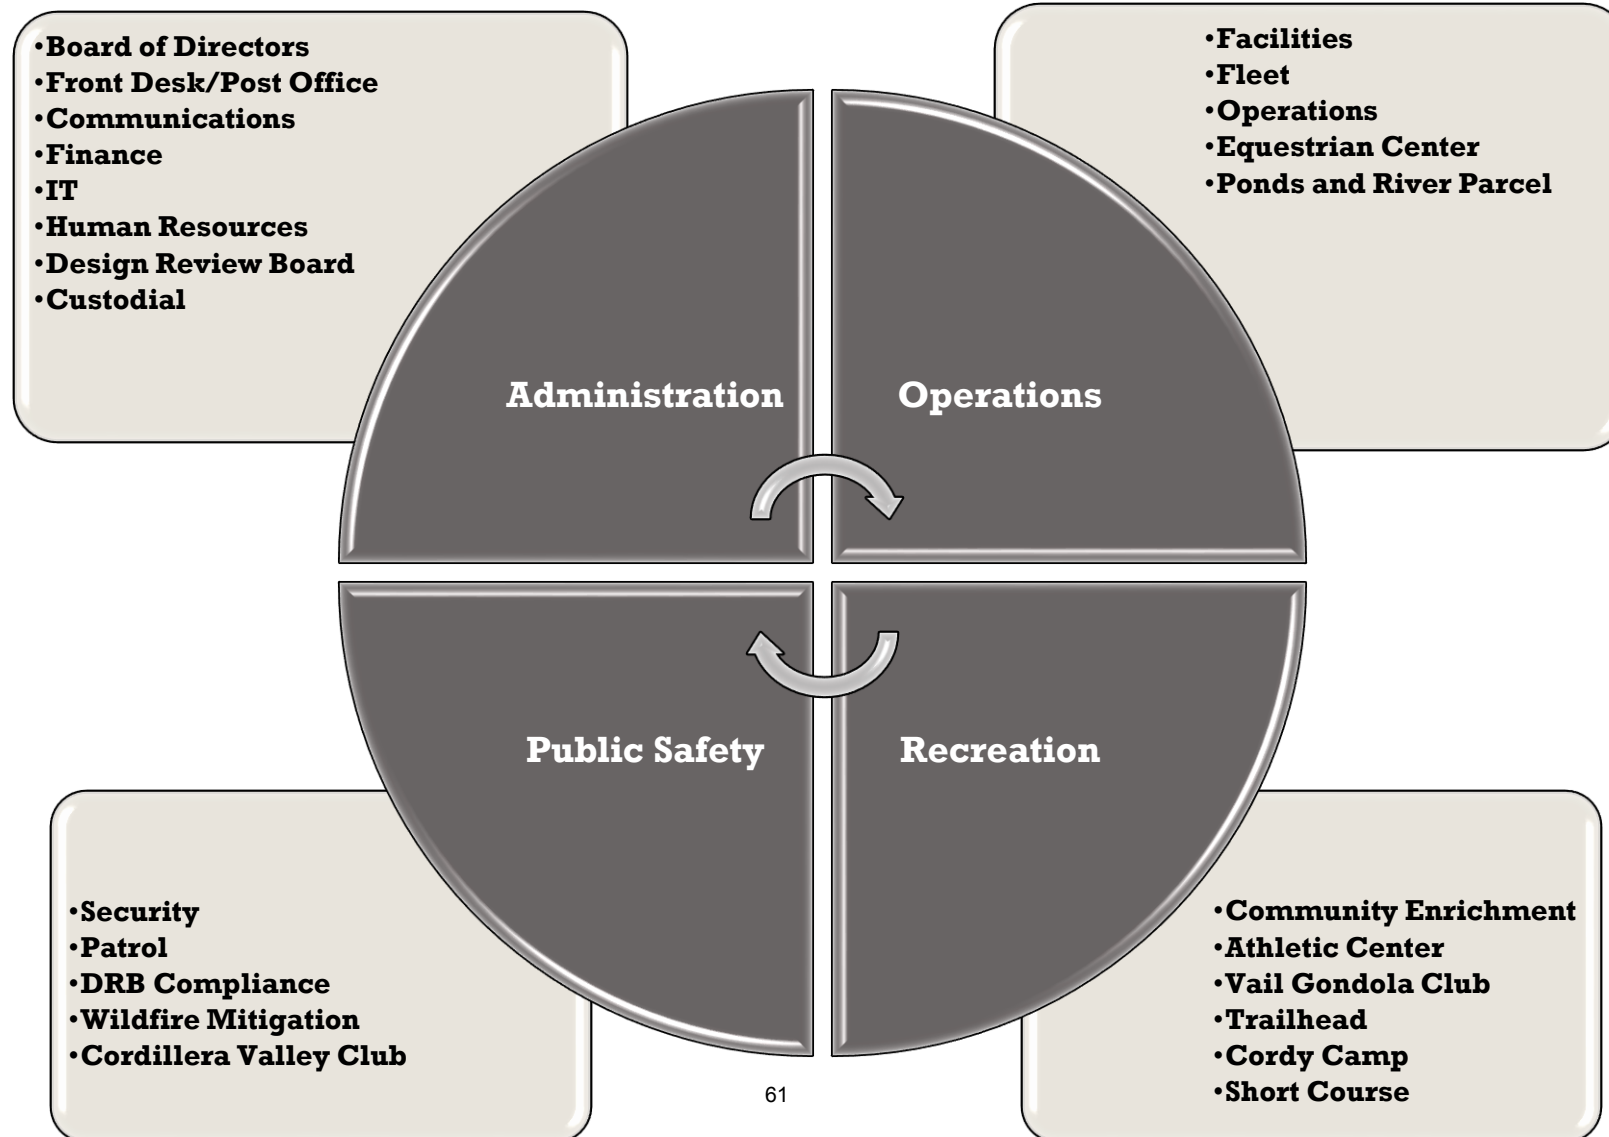 •Board of Directors
•Front Desk/Post Office
•Communications
•Finance
•IT
•Human Resources
•Design Review Board
•Custodial
•Facilities
•Fleet
•Operations
•Equestrian Center
•Ponds and River Parcel
Administration
Operations
Public Safety
Recreation
•Security
•Patrol
•DRB Compliance
•Wildfire Mitigation
•Cordillera Valley Club
•Community Enrichment
•Athletic Center
•Vail Gondola Club
•Trailhead
•Cordy Camp
•Short Course
61